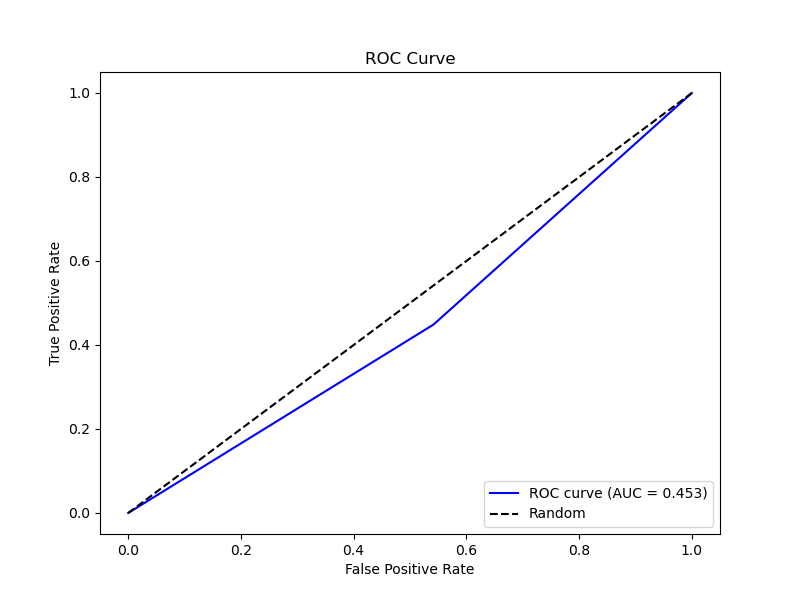 ROC Curve
1.0
0.8
0.6
0.4
0.2
0.0
True Positive Rate
0.0 0.2 0.4 0.6 0.8 1.0
False Positive Rate
ROC curve (AUC = 0.453)
Random